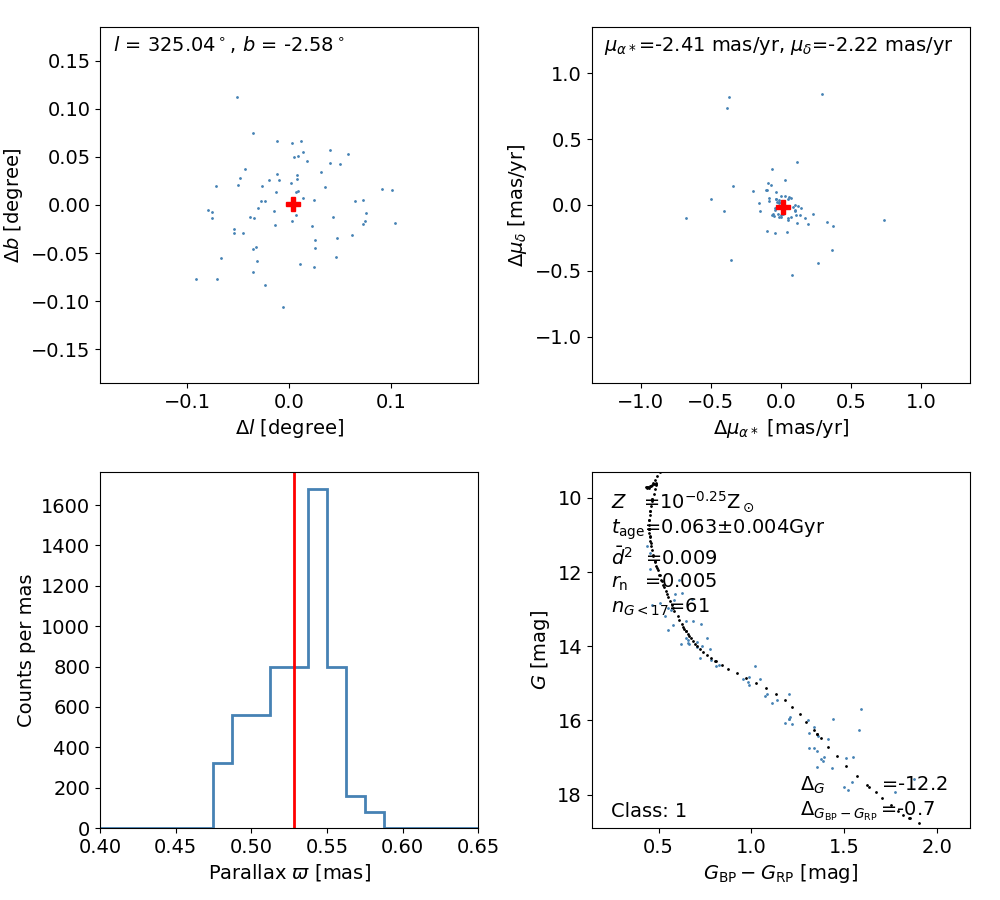 l = 325.04°, b = -2.58°
0.15
0.10
0.05
0.00
−0.05
−0.10
−0.15
Δb [degree]
−0.1
0.0
0.1
Δl [degree]
μα*=-2.41 mas/yr, μδ=-2.22 mas/yr
1.0
0.5
0.0
−0.5
−1.0
Δμδ [mas/yr]
−1.0
−0.5
0.0
0.5
1.0
Δμα* [mas/yr]
1600
1400
1200
1000
800
600
400
200
0
Counts per mas
0.40
0.45
0.50
0.55
0.60
0.65
Parallax ϖ [mas]
10
12
14
16
18
G [mag]
Z =10^−0.25 Z⊙
t_age=0.063±0.004Gyr
d̄² =0.009
r_n =0.005
n_G<17=61
Δ_G =-12.2
Δ_GBP−GRP =-0.7
Class: 1
0.5
1.0
1.5
2.0
G_BP − G_RP [mag]